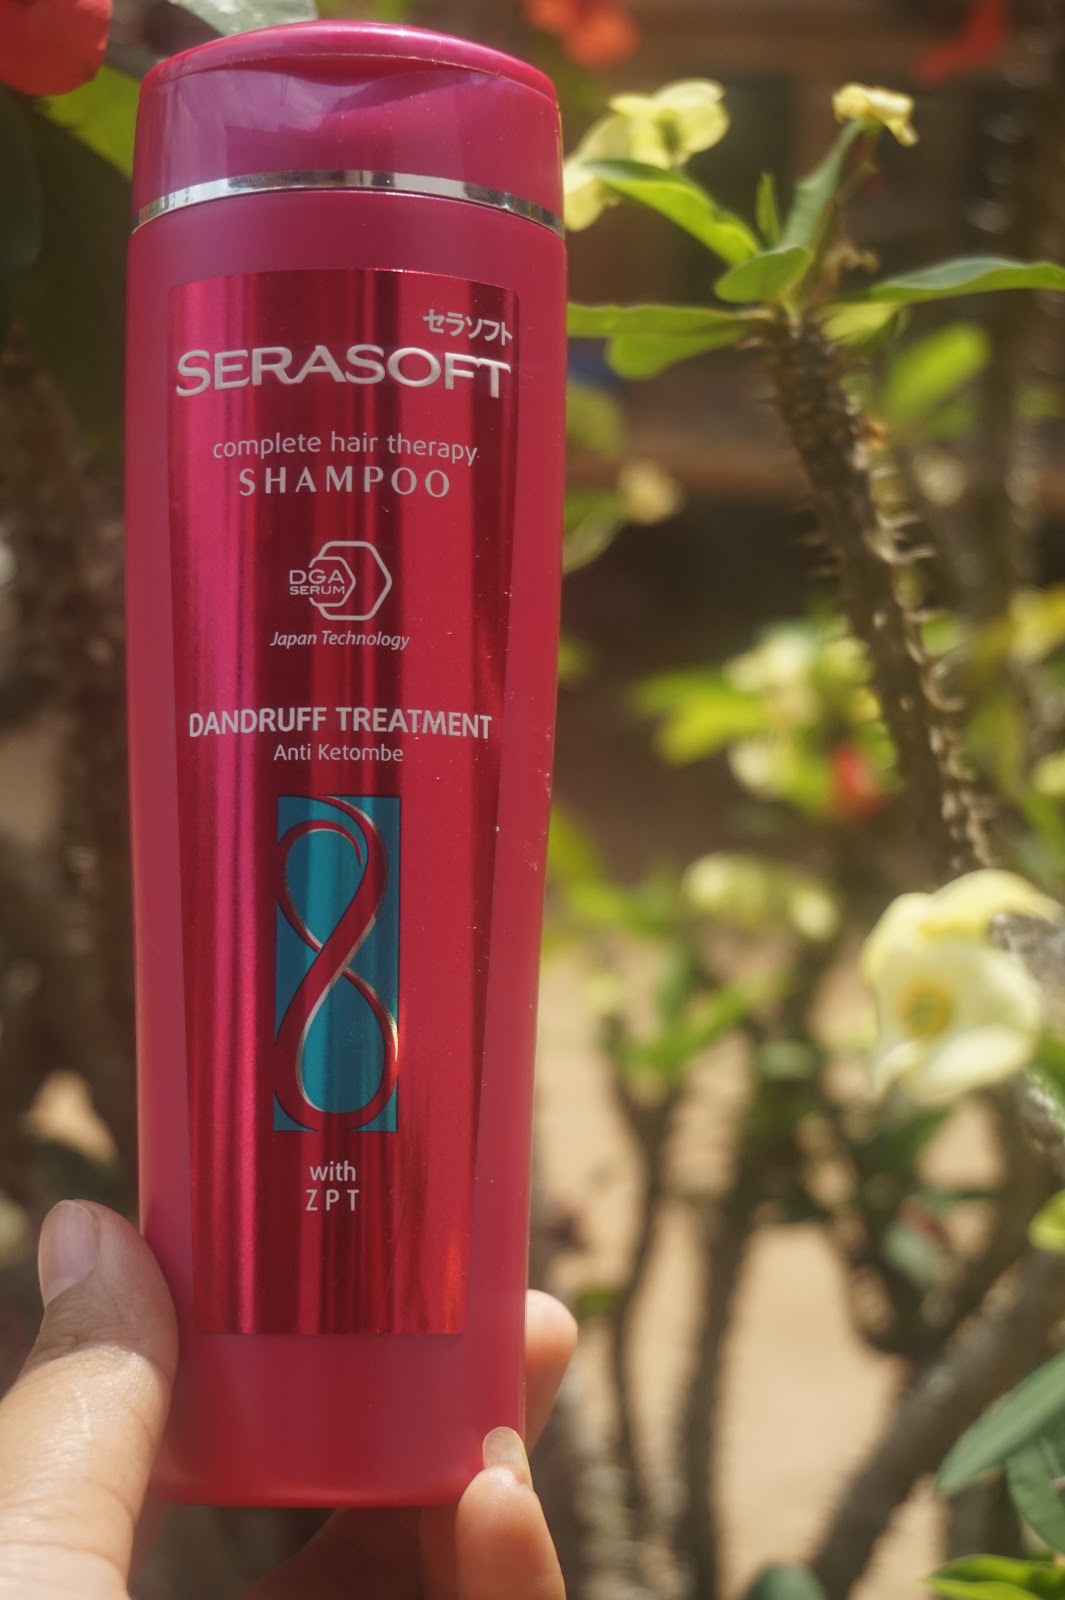 セラソフト
SERASOFT
complete hair therapy
SHAMPOO
DGA
SERUM
Japan Technology
DANDRUFF TREATMENT
Anti Ketombe
with
ZPT